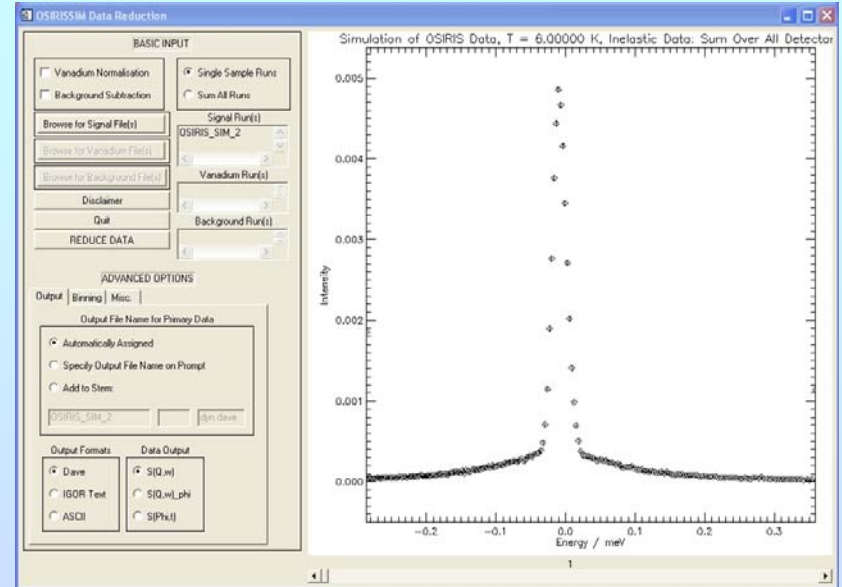 OSIRISSIM Data Reduction
BASIC INPUT
Vanadium Normalisation
Background Subtraction
Single Sample Runs
Sum All Runs
Browse for Signal File(s)
Browse for Vanadium File(s)
Browse for Background File(s)
Disclaimer
Quit
REDUCE DATA
Signal Run(s)
OSIRIS_SIM_2
Vanadium Run(s)
Background Run(s)
ADVANCED OPTIONS
Output Binning Misc.
Output File Name for Primary Data
Automatically Assigned
Specify Output File Name on Prompt
Add to Stem:
OSIRIS_SIM_2 dyn.dave
Output Formats
Dave
IGOR Text
ASCII
Data Output
S(Q,w)
S(Q,w)_phi
S(Phi,t)
Simulation of OSIRIS Data, T = 6.00000 K, Inelastic Data: Sum Over All Detector
0.005
0.004
0.003
0.002
0.001
0.000
Intensity
-0.2 -0.1 0.0 0.1 0.2 0.3
Energy / meV
1